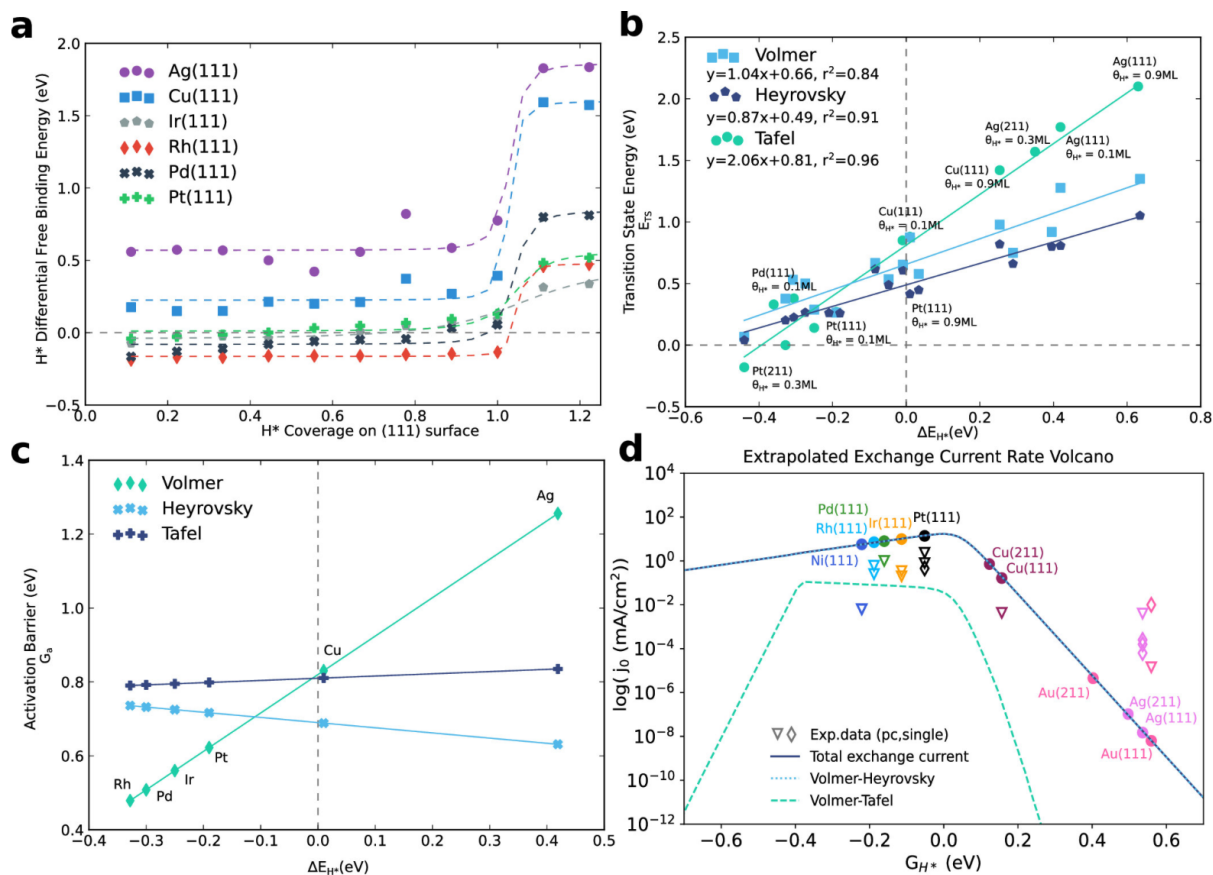 a
H* Differential Free Binding Energy (eV)
2.0
1.5
1.0
0.5
0.0
−0.5
Ag(111)
Cu(111)
Ir(111)
Rh(111)
Pd(111)
Pt(111)
0.0 0.2 0.4 0.6 0.8 1.0 1.2
H* Coverage on (111) surface
b
Transition State Energy (eV)
E_TS
2.5
2.0
1.5
1.0
0.5
0.0
−0.5
Volmer
y=1.04x+0.66, r²=0.84
Heyrovsky
y=0.87x+0.49, r²=0.91
Tafel
y=2.06x+0.81, r²=0.96
Ag(111)
θH* = 0.9ML
Ag(211)
θH* = 0.3ML
Ag(111)
θH* = 0.1ML
Cu(111)
θH* = 0.9ML
Cu(111)
θH* = 0.1ML
Pd(111)
θH* = 0.1ML
Pt(111)
θH* = 0.9ML
Pt(111)
θH* = 0.1ML
Pt(211)
θH* = 0.3ML
−0.6 −0.4 −0.2 0.0 0.2 0.4 0.6 0.8
ΔEH*(eV)
c
Activation Barrier (eV)
Ga
1.4
1.2
1.0
0.8
0.6
0.4
Volmer
Heyrovsky
Tafel
Ag
Cu
Pt
Ir
Pd
Rh
−0.4 −0.3 −0.2 −0.1 0.0 0.1 0.2 0.3 0.4 0.5
ΔEH*(eV)
d
Extrapolated Exchange Current Rate Volcano
log( j₀ (mA/cm²))
10⁴
10²
10⁰
10⁻²
10⁻⁴
10⁻⁶
10⁻⁸
10⁻¹⁰
10⁻¹²
Pd(111)
Rh(111)
Ir(111)
Pt(111)
Ni(111)
Cu(211)
Cu(111)
Au(211)
Ag(211)
Ag(111)
Au(111)
Exp.data (pc,single)
Total exchange current
Volmer-Heyrovsky
Volmer-Tafel
−0.6 −0.4 −0.2 0.0 0.2 0.4 0.6
GH* (eV)